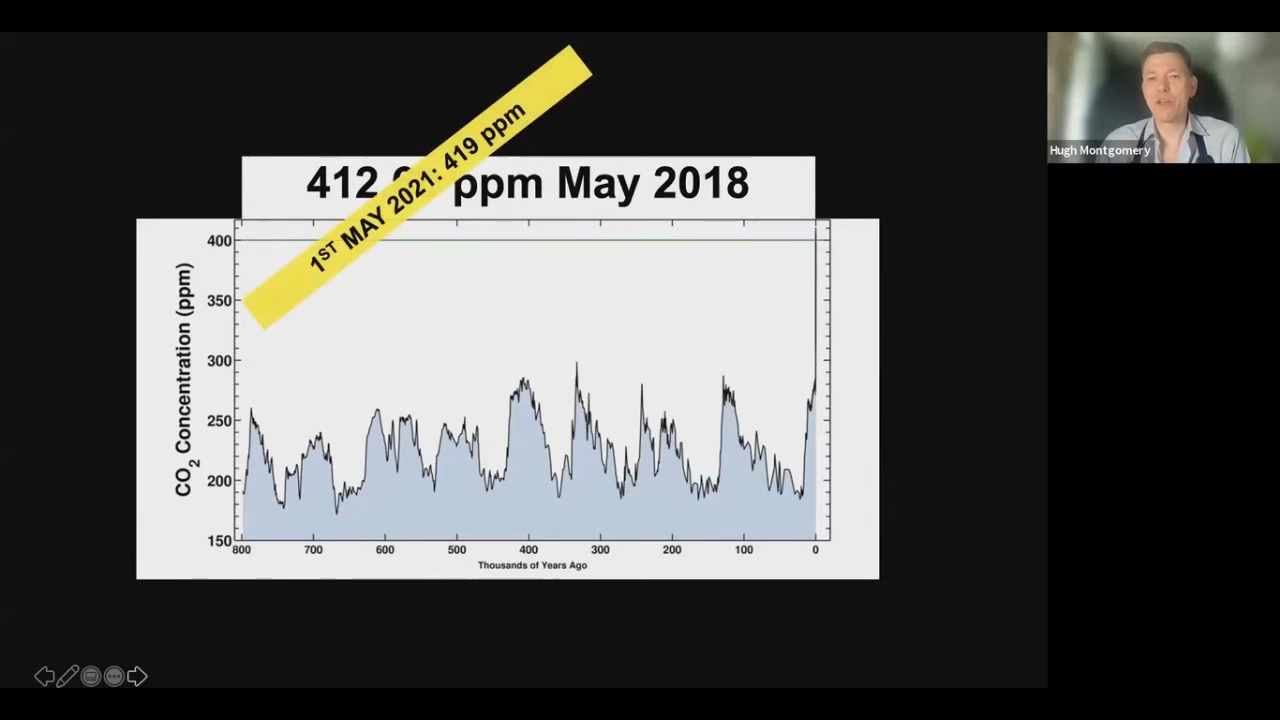 1ST MAY 2021: 419 ppm
412 ppm May 2018
Hugh Montgomery
CO2 Concentration (ppm)
400
350
300
250
200
150
800 700 600 500 400 300 200 100 0
Thousands of Years Ago